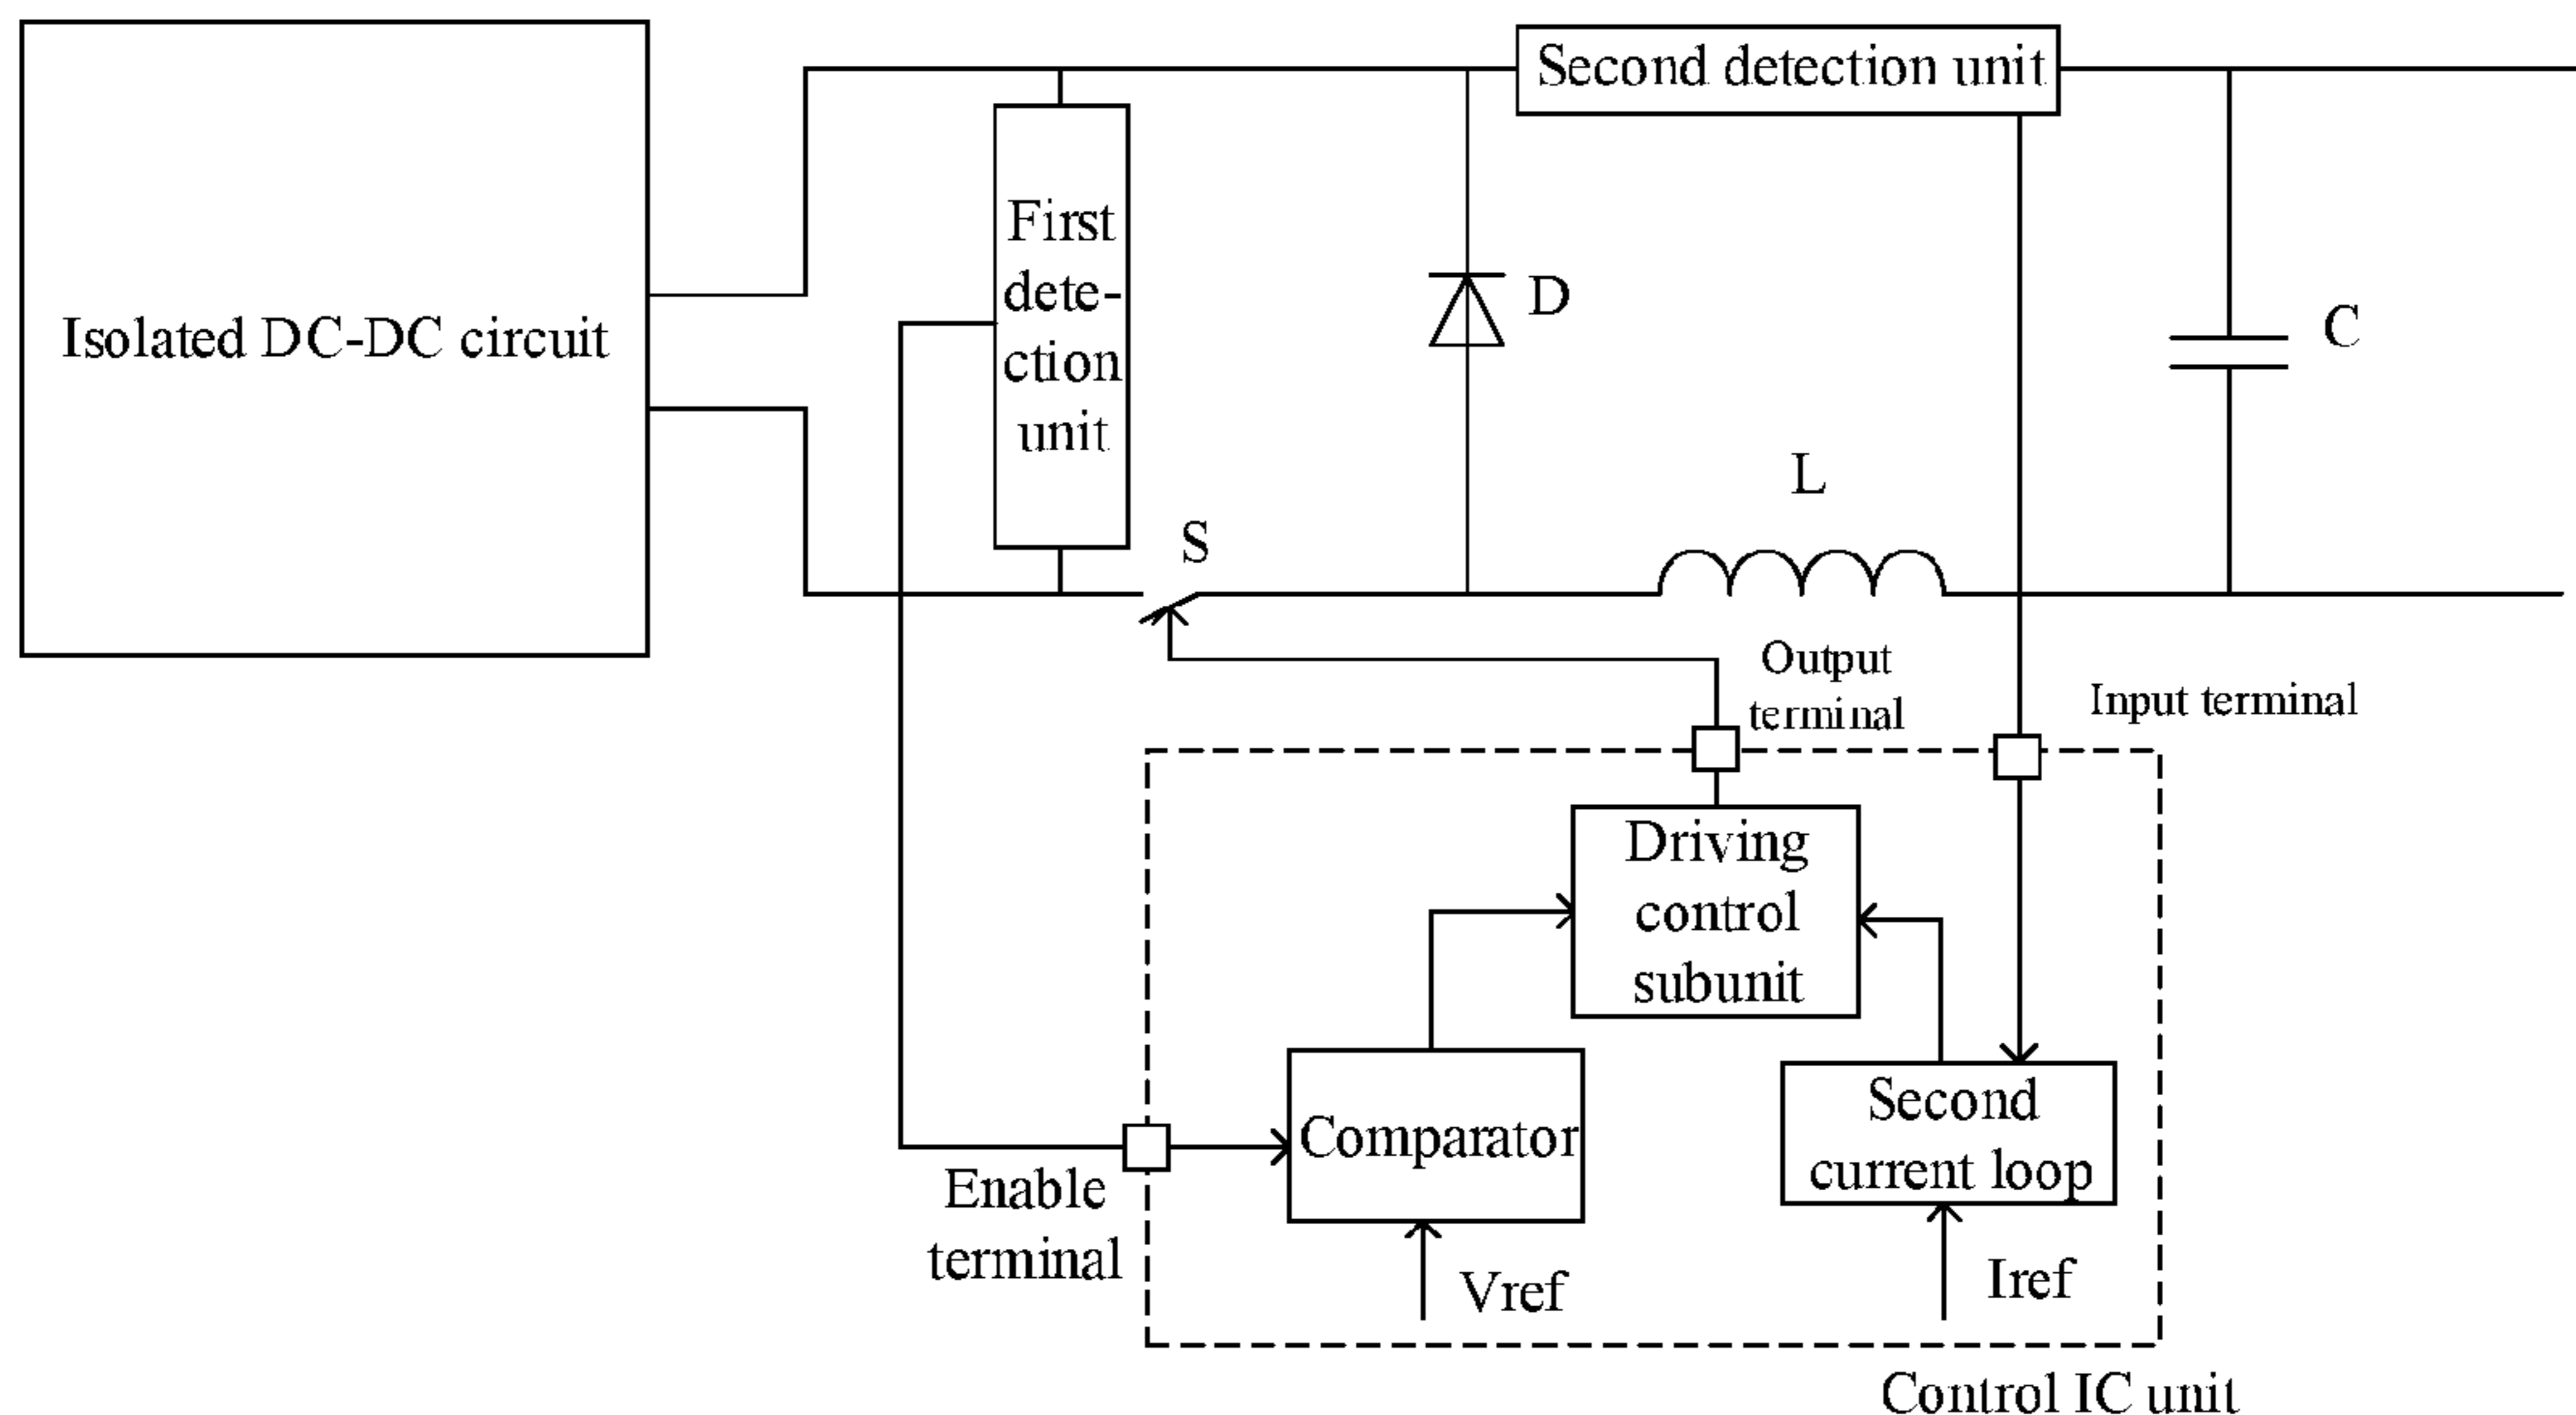 Isolated DC-DC circuit
First
dete-
ction
unit
Second detection unit
D
C
L
S
Output
terminal
Input terminal
Driving
control
subunit
Comparator
Second
current loop
Enable
terminal
Vref
Iref
Control IC unit